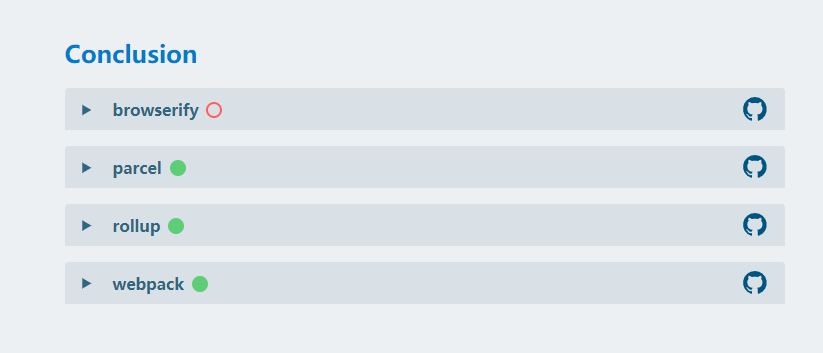 Conclusion
browserify
parcel
rollup
webpack